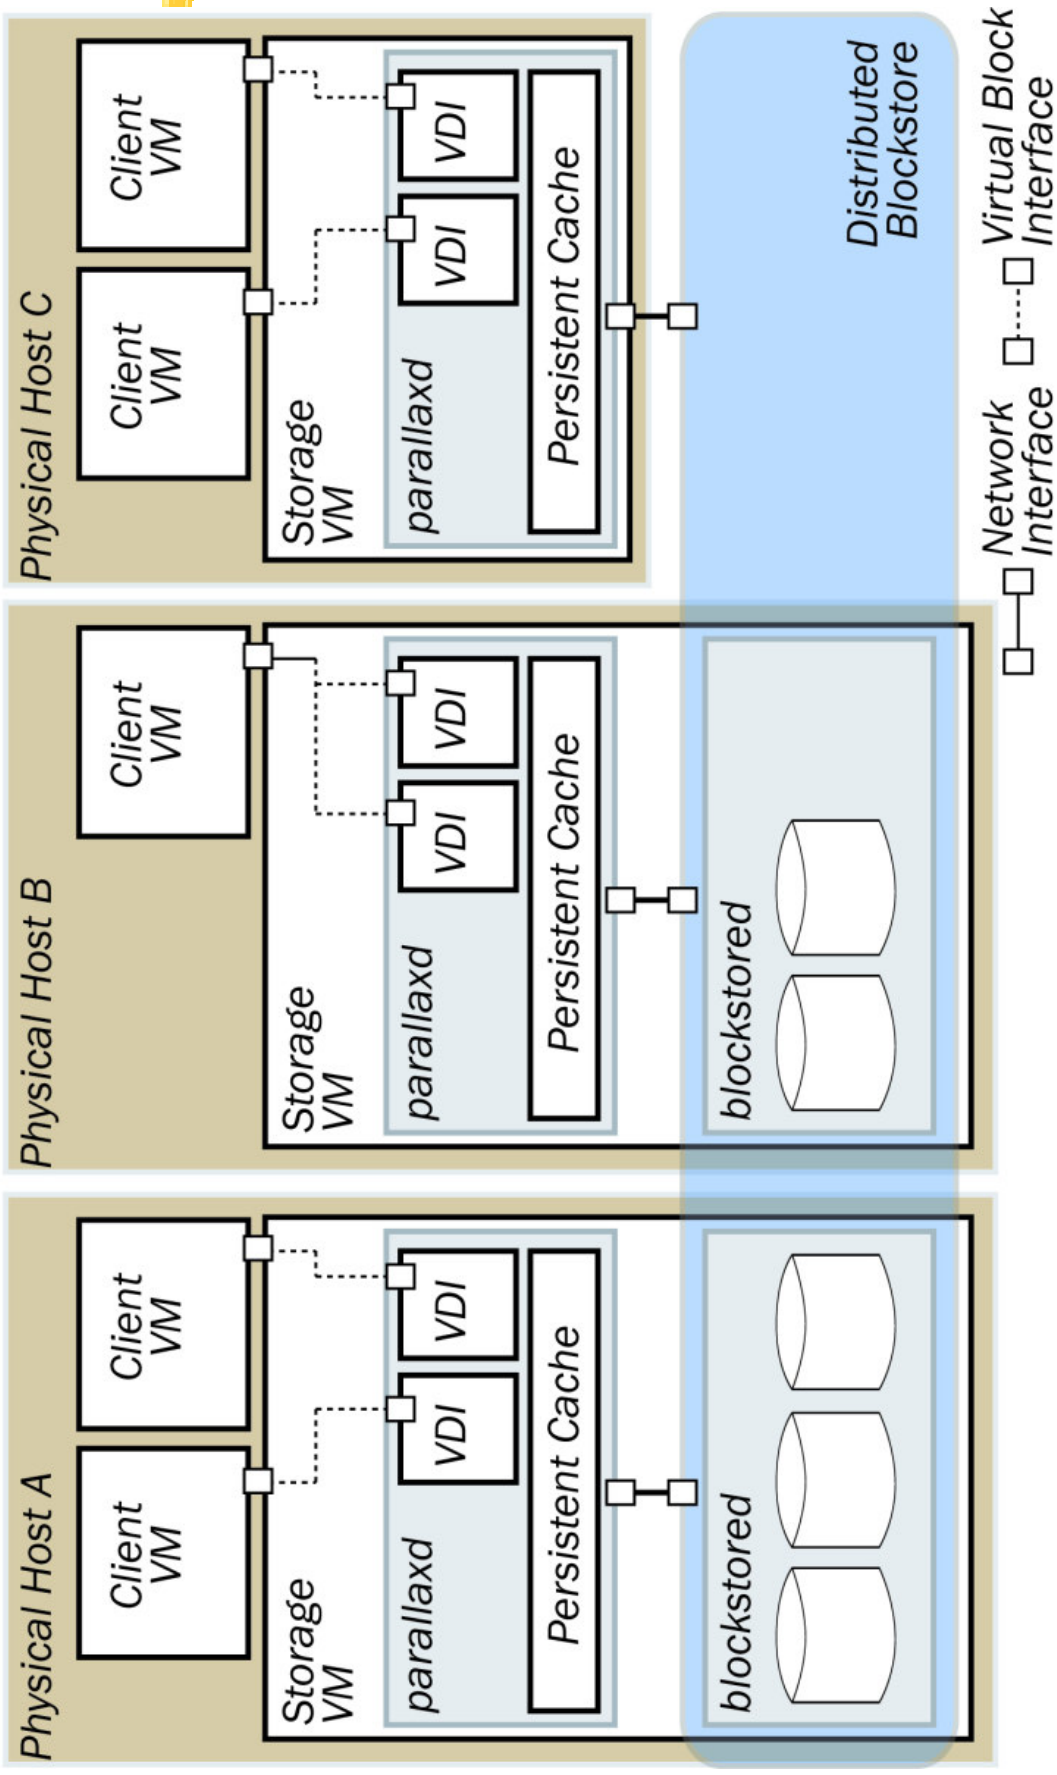 Physical Host A
Client
VM
Client
VM
Storage
VM
parallaxd
VDI
VDI
Persistent Cache
blockstored
Physical Host B
Client
VM
Storage
VM
parallaxd
VDI
VDI
Persistent Cache
blockstored
Physical Host C
Client
VM
Client
VM
Storage
VM
parallaxd
VDI
VDI
Persistent Cache
Distributed
Blockstore
Network
Interface
Virtual Block
Interface